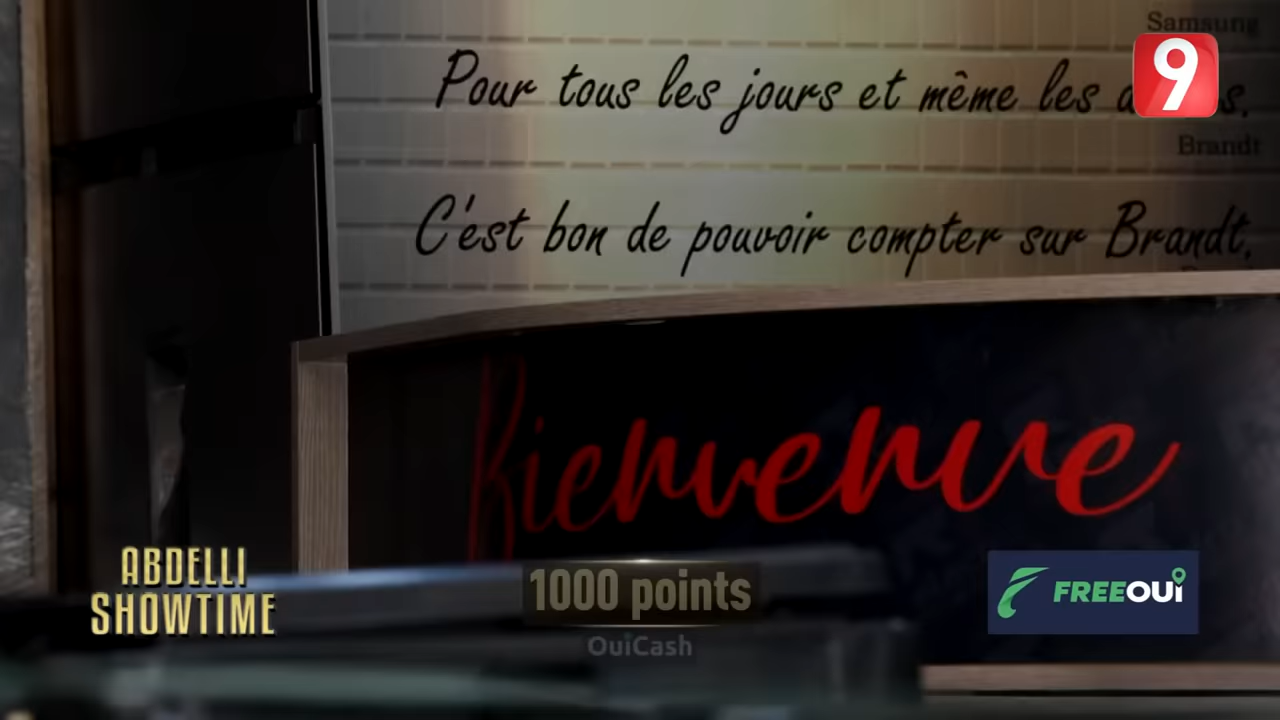 Samsung
9
Pour tous les jours et même les
Brandt
C'est bon de pouvoir compter sur Brandt.
Bienvenue
ABDELLI
SHOWTIME
1000 points
OuiCash
FREEOUi